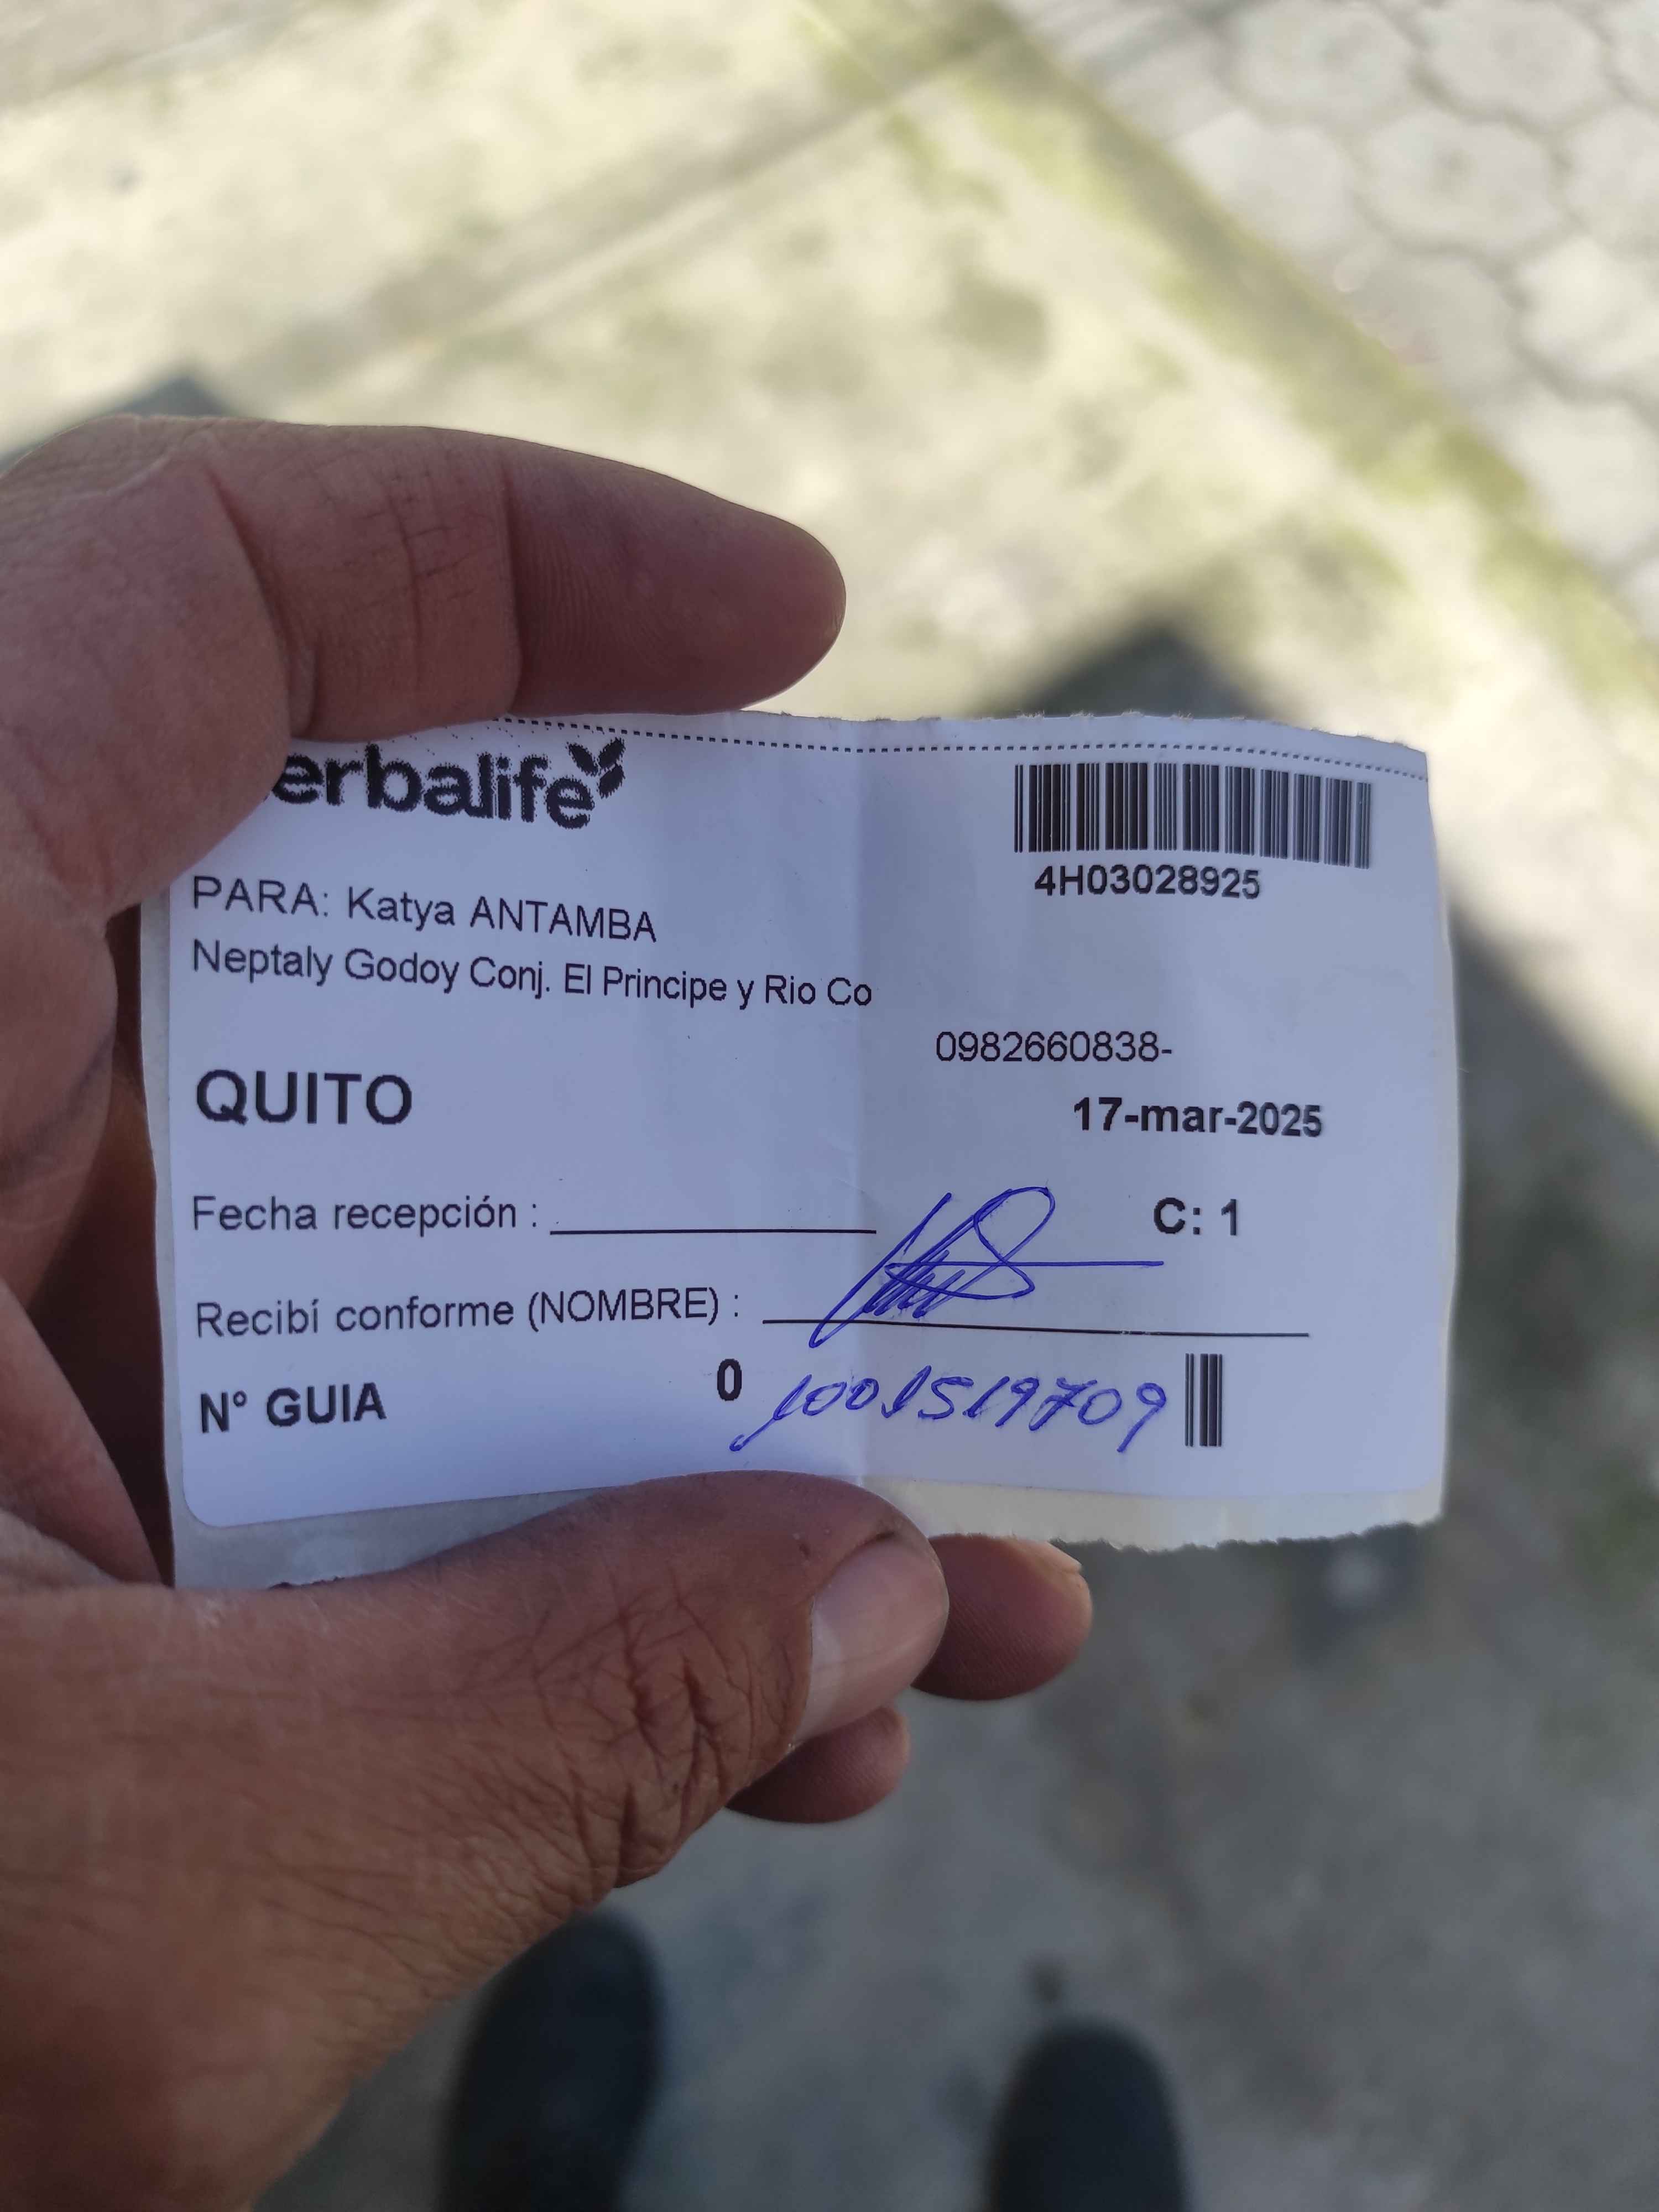 erbalife
4H03028925
PARA: Katya ANTAMBA
Neptaly Godoy Conj. El Principe y Rio Co
0982660838-
QUITO
17-mar-2025
Fecha recepción :
C: 1
Recibí conforme (NOMBRE) :
N° GUIA 0 1001519709